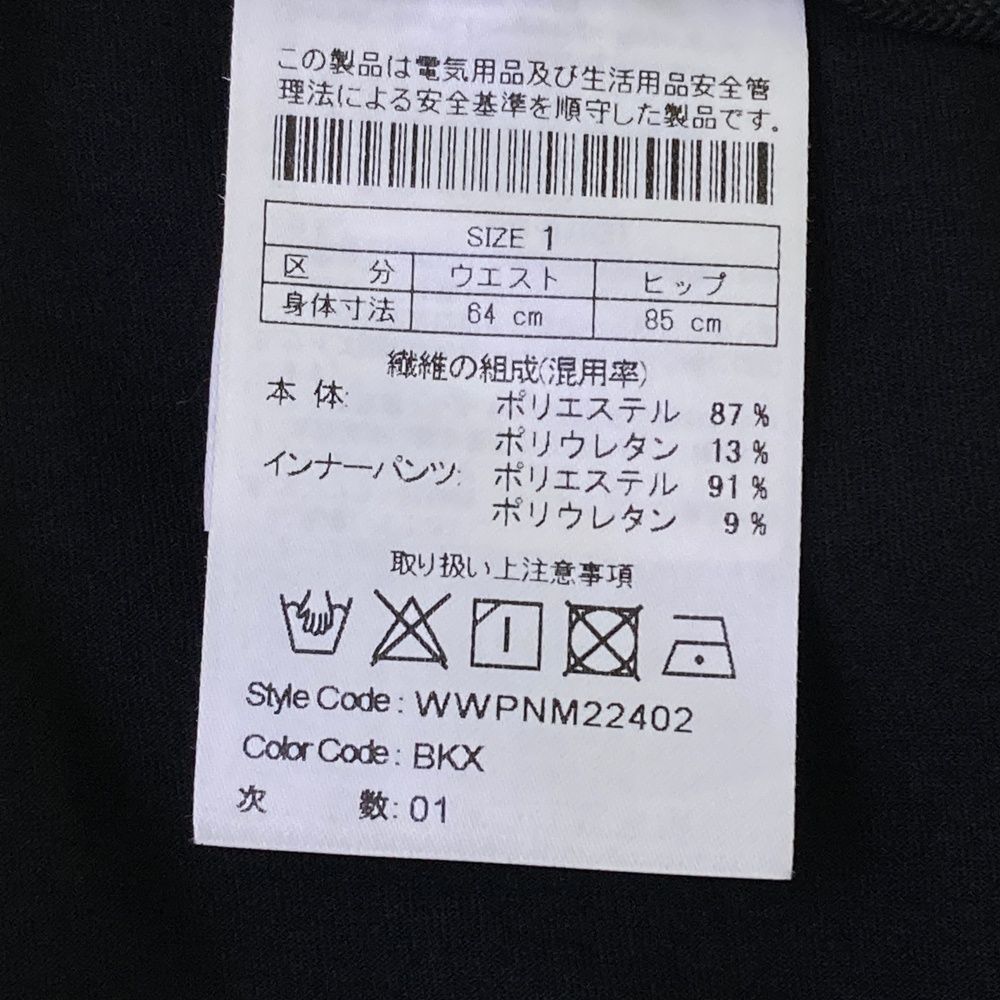 この製品は電気用品及び生活用品安全管
理法による安全基準を順守した製品です。
SIZE 1
区 分 ウエスト ヒップ
身体寸法 64 cm 85 cm
繊維の組成(混用率)
本 体: ポリエステル 87 %
ポリウレタン 13 %
インナーパンツ: ポリエステル 91 %
ポリウレタン 9 %
取り扱い上注意事項
Style Code : WWPNM22402
Color Code : BKX
次 数: 01